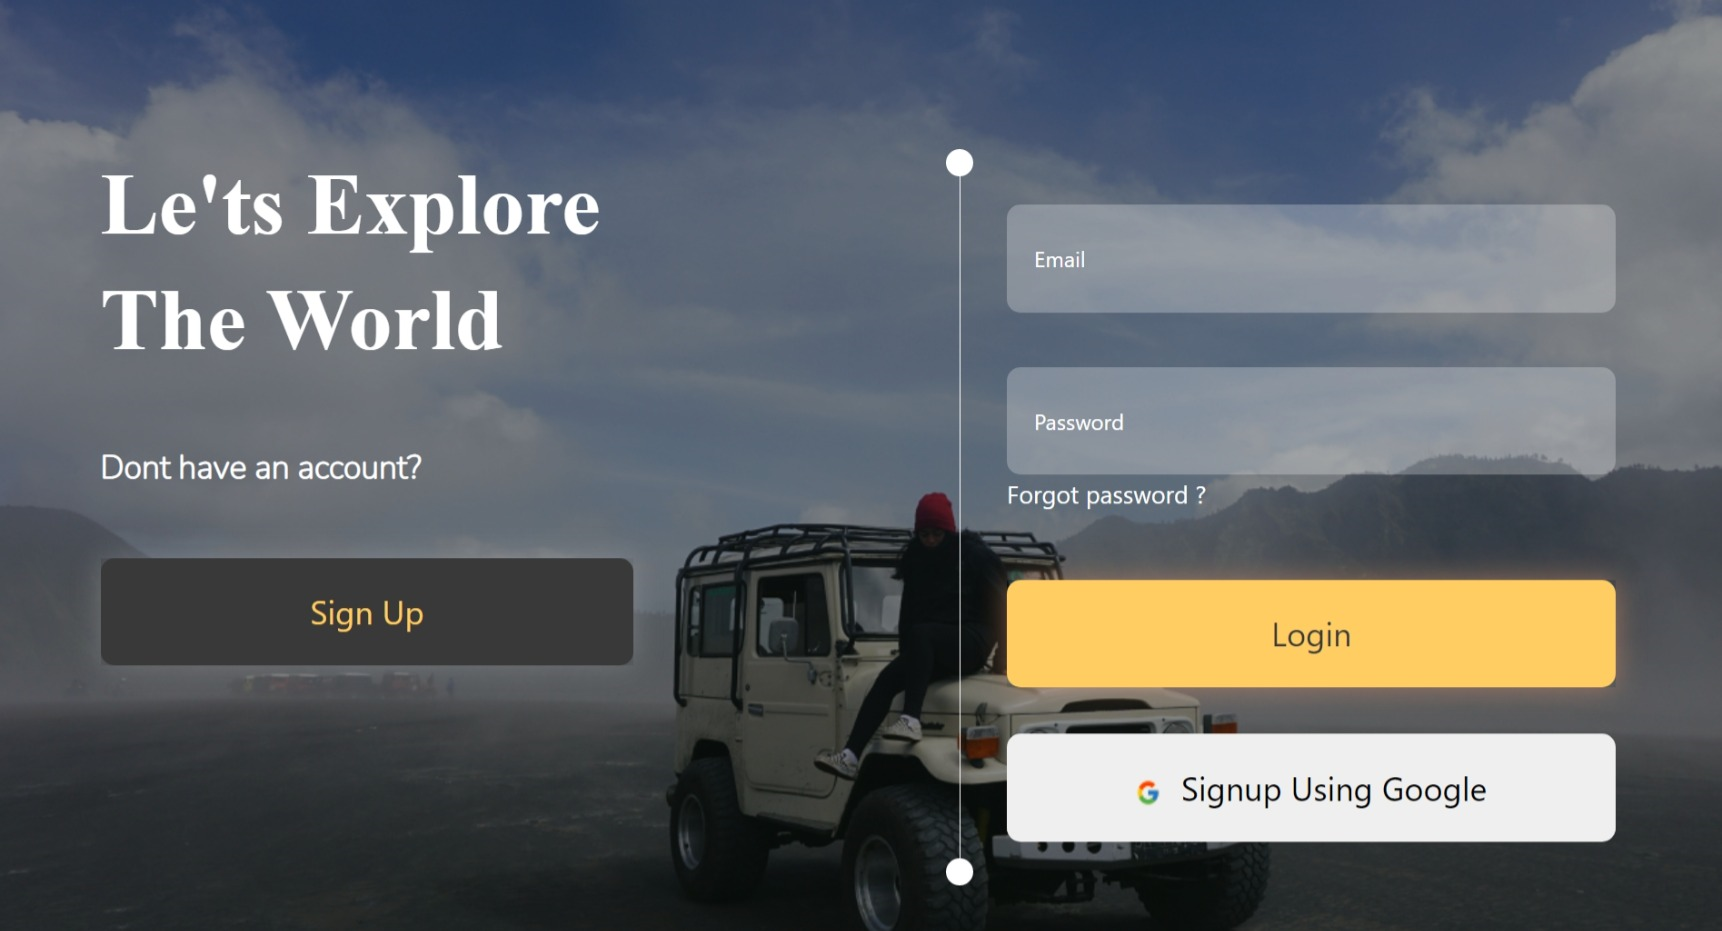 Le'ts Explore
The World
Dont have an account?
Sign Up
Email
Password
Forgot password ?
Login
Signup Using Google